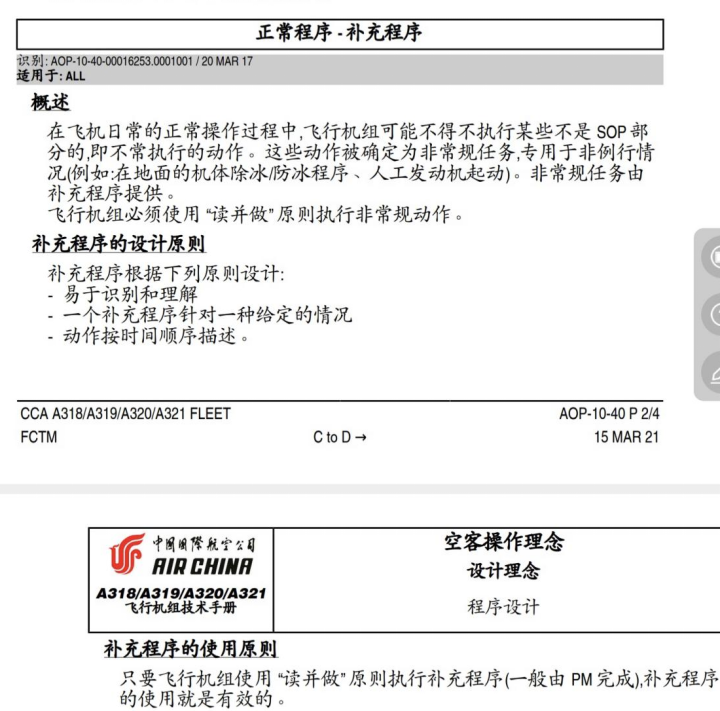 正常程序 - 补充程序
识别: AOP-10-40-00016253.0001001 / 20 MAR 17
适用于: ALL
概述
在飞机日常的正常操作过程中,飞行机组可能不得不执行某些不是 SOP 部
分的,即不常执行的动作。这些动作被确定为非常规任务,专用于非例行情
况(例如:在地面的机体除冰/防冰程序、人工发动机起动)。非常规任务由
补充程序提供。
飞行机组必须使用 “读并做” 原则执行非常规动作。
补充程序的设计原则
补充程序根据下列原则设计:
- 易于识别和理解
- 一个补充程序针对一种给定的情况
- 动作按时间顺序描述。
CCA A318/A319/A320/A321 FLEET AOP-10-40 P 2/4
FCTM C to D → 15 MAR 21
中国国际航空公司
AIR CHINA
A318/A319/A320/A321
飞行机组技术手册
空客操作理念
设计理念
程序设计
补充程序的使用原则
只要飞行机组使用 “读并做” 原则执行补充程序(一般由 PM 完成),补充程序
的使用就是有效的。